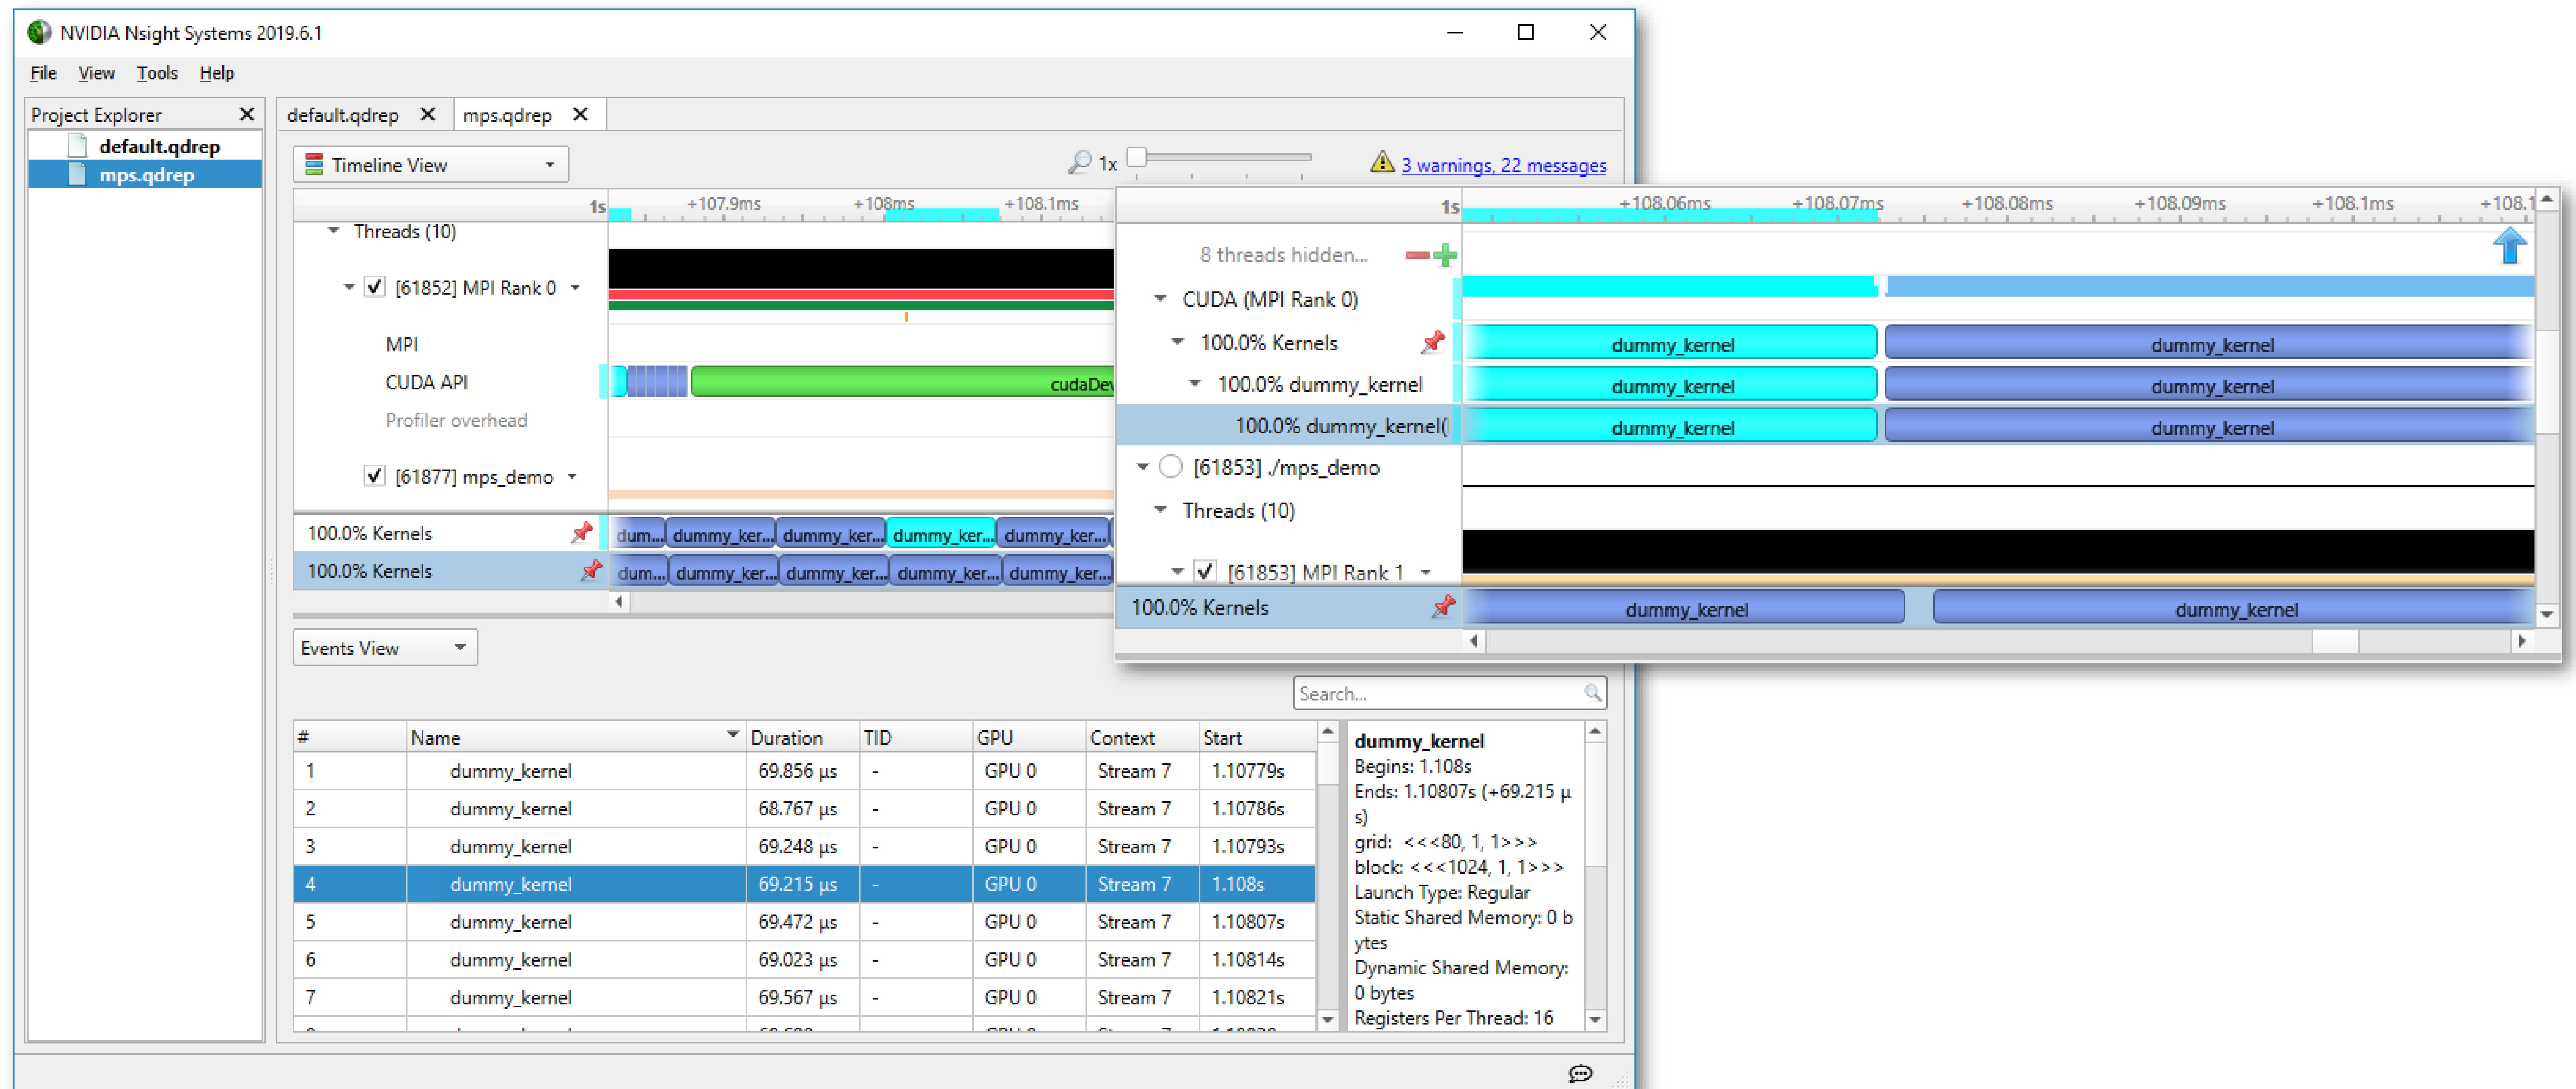 NVIDIA Nsight Systems 2019.6.1
File View Tools Help
Project Explorer
default.qdrep
mps.qdrep
default.qdrep mps.qdrep
Timeline View
1x
3 warnings, 22 messages
1s +107.9ms +108ms +108.1ms
Threads (10)
[61852] MPI Rank 0
MPI
CUDA API cudaDev
Profiler overhead
[61877] mps_demo
100.0% Kernels dum... dummy_ker... dummy_ker... dummy_ker... dummy_ker...
100.0% Kernels dum... dummy_ker... dummy_ker... dummy_ker... dummy_ker...
1s +108.06ms +108.07ms +108.08ms +108.09ms +108.1ms +108.1
8 threads hidden...
CUDA (MPI Rank 0)
100.0% Kernels dummy_kernel dummy_kernel
100.0% dummy_kernel dummy_kernel dummy_kernel
100.0% dummy_kernel( dummy_kernel dummy_kernel
[61853] ./mps_demo
Threads (10)
[61853] MPI Rank 1
100.0% Kernels dummy_kernel dummy_kernel
Events View
Search...
# Name Duration TID GPU Context Start
1 dummy_kernel 69.856 µs - GPU 0 Stream 7 1.10779s
2 dummy_kernel 68.767 µs - GPU 0 Stream 7 1.10786s
3 dummy_kernel 69.248 µs - GPU 0 Stream 7 1.10793s
4 dummy_kernel 69.215 µs - GPU 0 Stream 7 1.108s
5 dummy_kernel 69.472 µs - GPU 0 Stream 7 1.10807s
6 dummy_kernel 69.023 µs - GPU 0 Stream 7 1.10814s
7 dummy_kernel 69.567 µs - GPU 0 Stream 7 1.10821s
dummy_kernel
Begins: 1.108s
Ends: 1.10807s (+69.215 µ
s)
grid: <<<80, 1, 1>>>
block: <<<1024, 1, 1>>>
Launch Type: Regular
Static Shared Memory: 0 b
ytes
Dynamic Shared Memory:
0 bytes
Registers Per Thread: 16